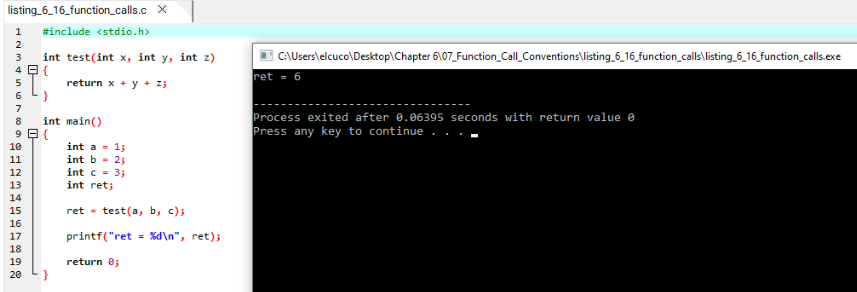 listing_6_16_function_calls.c ✕
1 #include <stdio.h>
2
3 int test(int x, int y, int z)
4 {
5 return x + y + z;
6 }
7
8 int main()
9 {
10 int a = 1;
11 int b = 2;
12 int c = 3;
13 int ret;
14
15 ret = test(a, b, c);
16
17 printf("ret = %d\n", ret);
18
19 return 0;
20 }
C:\Users\elcuco\Desktop\Chapter 6\07_Function_Call_Conventions\listing_6_16_function_calls\listing_6_16_function_calls.exe
ret = 6
--------------------------------
Process exited after 0.06395 seconds with return value 0
Press any key to continue . . .